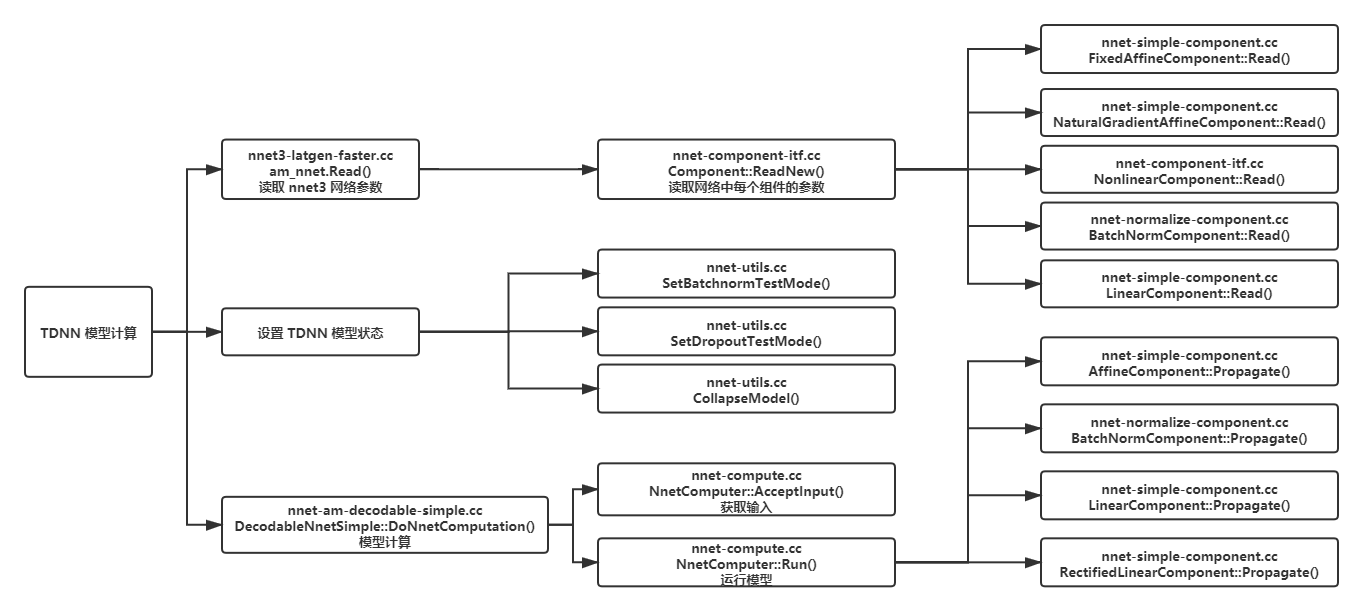 TDNN 模型计算
nnet3-latgen-faster.cc
am_nnet.Read()
读取 nnet3 网络参数
设置 TDNN 模型状态
nnet-am-decodable-simple.cc
DecodableNnetSimple::DoNnetComputation()
模型计算
nnet-component-itf.cc
Component::ReadNew()
读取网络中每个组件的参数
nnet-utils.cc
SetBatchnormTestMode()
nnet-utils.cc
SetDropoutTestMode()
nnet-utils.cc
CollapseModel()
nnet-compute.cc
NnetComputer::AcceptInput()
获取输入
nnet-compute.cc
NnetComputer::Run()
运行模型
nnet-simple-component.cc
FixedAffineComponent::Read()
nnet-simple-component.cc
NaturalGradientAffineComponent::Read()
nnet-component-itf.cc
NonlinearComponent::Read()
nnet-normalize-component.cc
BatchNormComponent::Read()
nnet-simple-component.cc
LinearComponent::Read()
nnet-simple-component.cc
AffineComponent::Propagate()
nnet-normalize-component.cc
BatchNormComponent::Propagate()
nnet-simple-component.cc
LinearComponent::Propagate()
nnet-simple-component.cc
RectifiedLinearComponent::Propagate()